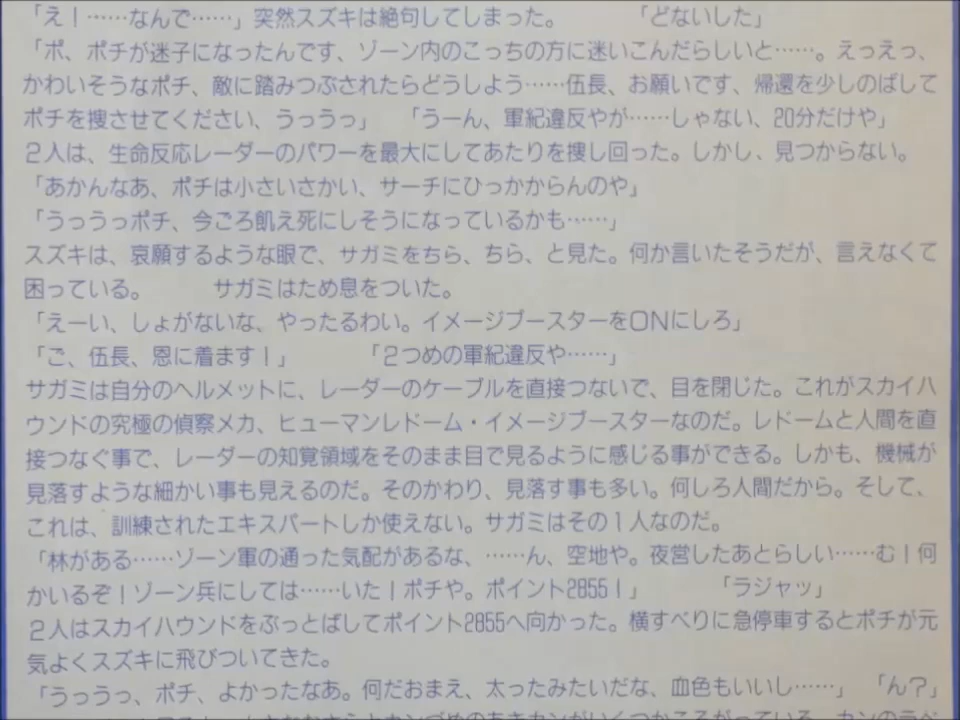 「え！……なんで……」突然スズキは絶句してしまった。　　　「どないした」
「ポ、ポチが迷子になったんです、ゾーン内のこっちの方に迷いこんだらしいと……。えっえっ、
かわいそうなポチ、敵に踏みつぶされたらどうしよう……伍長、お願いです、帰還を少しのばして
ポチを捜させてください、うっうっ」　「うーん、軍紀違反やが……しゃない、20分だけや」
２人は、生命反応レーダーのパワーを最大にしてあたりを捜し回った。しかし、見つからない。
「あかんなあ、ポチは小さいさかい、サーチにひっかからんのや」
「うっうっポチ、今ごろ飢え死にしそうになっているかも……」
スズキは、哀願するような眼で、サガミをちら、ちら、と見た。何か言いたそうだが、言えなくて
困っている。　　　サガミはため息をついた。
「えーい、しょがないな、やったるわい。イメージブースターをONにしろ」
「ご、伍長、恩に着ます！」　　　「２つめの軍紀違反や……」
サガミは自分のヘルメットに、レーダーのケーブルを直接つないで、目を閉じた。これがスカイハ
ウンドの究極の偵察メカ、ヒューマンレドーム・イメージブースターなのだ。レドームと人間を直
接つなぐ事で、レーダーの知覚領域をそのまま目で見るように感じる事ができる。しかも、機械が
見落すような細かい事も見えるのだ。そのかわり、見落す事も多い。何しろ人間だから。そして、
これは、訓練されたエキスパートしか使えない。サガミはその１人なのだ。
「林がある……ゾーン軍の通った気配があるな、……ん、空地や。夜営したあとらしい……む！何
かいるぞ！ゾーン兵にしては……いた！ポチや。ポイント2855！」　　　「ラジャッ」
２人はスカイハウンドをぶっとばしてポイント2855へ向かった。横すべりに急停車するとポチが元
気よくスズキに飛びついてきた。
「うっうっ、ポチ、よかったなあ。何だおまえ、太ったみたいだな、血色もいいし……」　「ん？」